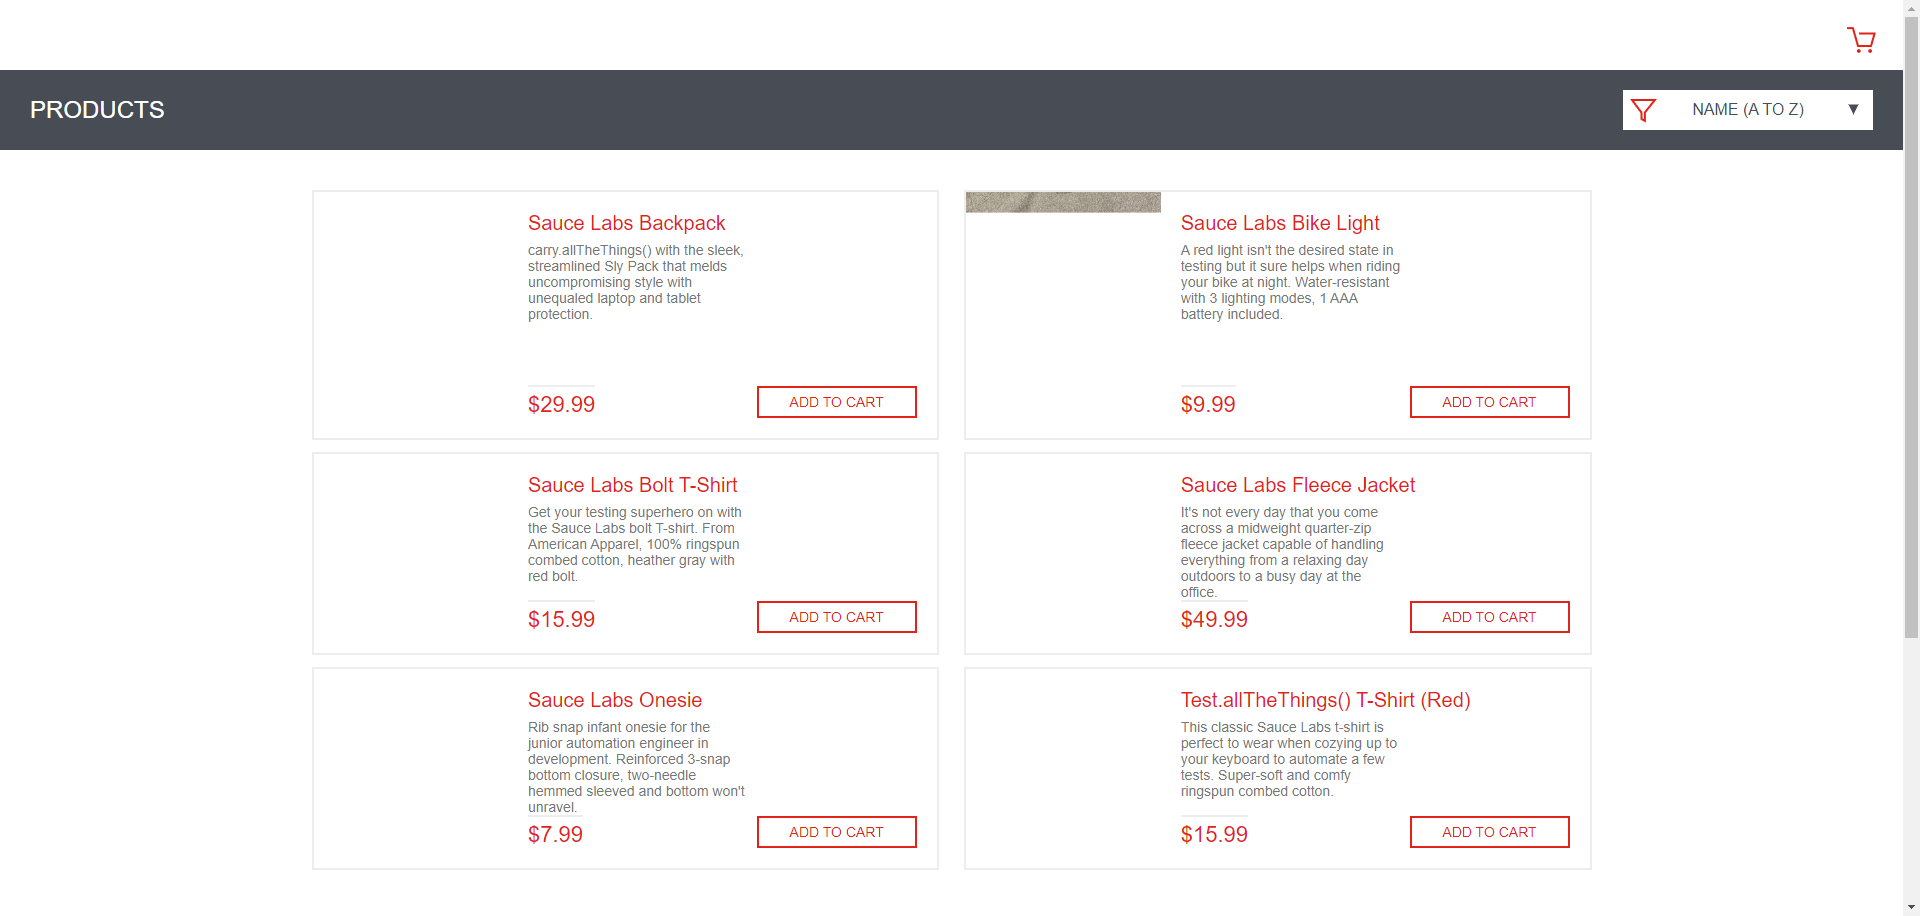 PRODUCTS
NAME (A TO Z) ▼
Sauce Labs Backpack
carry.allTheThings() with the sleek,
streamlined Sly Pack that melds
uncompromising style with
unequaled laptop and tablet
protection.
$29.99
ADD TO CART
Sauce Labs Bike Light
A red light isn't the desired state in
testing but it sure helps when riding
your bike at night. Water-resistant
with 3 lighting modes, 1 AAA
battery included.
$9.99
ADD TO CART
Sauce Labs Bolt T-Shirt
Get your testing superhero on with
the Sauce Labs bolt T-shirt. From
American Apparel, 100% ringspun
combed cotton, heather gray with
red bolt.
$15.99
ADD TO CART
Sauce Labs Fleece Jacket
It's not every day that you come
across a midweight quarter-zip
fleece jacket capable of handling
everything from a relaxing day
outdoors to a busy day at the
office.
$49.99
ADD TO CART
Sauce Labs Onesie
Rib snap infant onesie for the
junior automation engineer in
development. Reinforced 3-snap
bottom closure, two-needle
hemmed sleeved and bottom won't
unravel.
$7.99
ADD TO CART
Test.allTheThings() T-Shirt (Red)
This classic Sauce Labs t-shirt is
perfect to wear when cozying up to
your keyboard to automate a few
tests. Super-soft and comfy
ringspun combed cotton.
$15.99
ADD TO CART